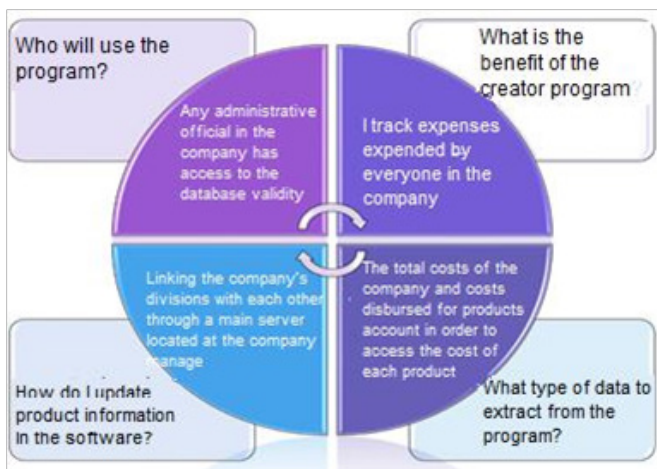 Who will use the
program?
What is the
benefit of the
creator program?
Any administrative
official in the
company has
access to the
database validity
I track expenses
expended by
everyone in the
company
Linking the company's
divisions with each other
through a main server
located at the company
manage
The total costs of the
company and costs
disbursed for products
account in order to
access the cost of
each product
How do I update
product information
In the software?
What type of data to
extract from the
program?